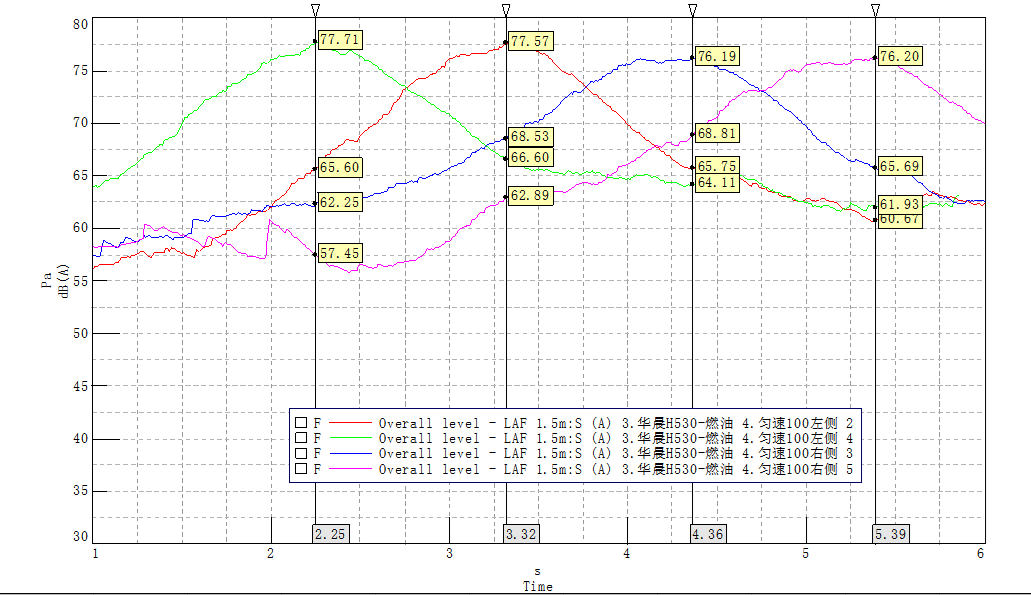 80
77.71
77.57
76.20
76.19
75
70
68.81
68.53
66.60
65.75
65.60
65.69
65
64.11
62.89
62.25
61.93
60.67
60
57.45
55
50
45
40
35
30
Pa
dB(A)
F Overall level - LAF 1.5m:S (A) 3.华晨H530-燃油 4.匀速100左侧 2
F Overall level - LAF 1.5m:S (A) 3.华晨H530-燃油 4.匀速100左侧 4
F Overall level - LAF 1.5m:S (A) 3.华晨H530-燃油 4.匀速100右侧 3
F Overall level - LAF 1.5m:S (A) 3.华晨H530-燃油 4.匀速100右侧 5
2.25 3.32 4.36 5.39
1 2 3 4 5 6
s
Time